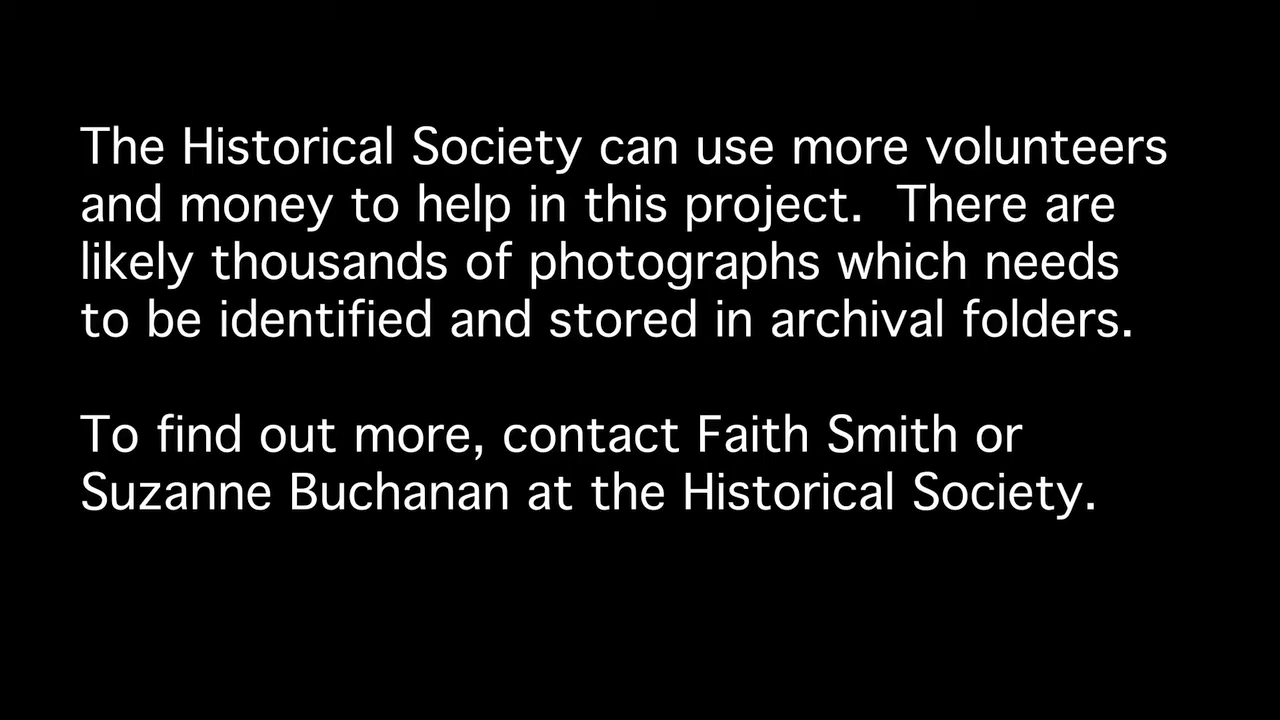 The Historical Society can use more volunteers
and money to help in this project.  There are
likely thousands of photographs which needs
to be identified and stored in archival folders.
To find out more, contact Faith Smith or
Suzanne Buchanan at the Historical Society.